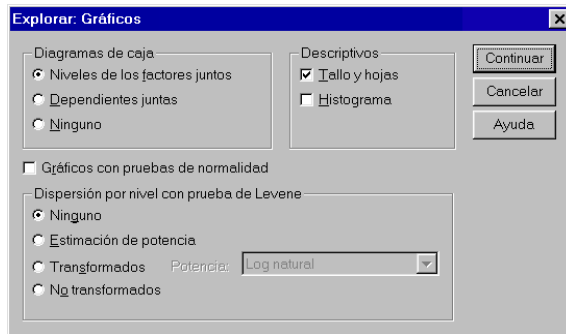 Explorar: Gráficos
Diagramas de caja
Niveles de los factores juntos
Dependientes juntas
Ninguno
Descriptivos
Tallo y hojas
Histograma
Continuar
Cancelar
Ayuda
Gráficos con pruebas de normalidad
Dispersión por nivel con prueba de Levene
Ninguno
Estimación de potencia
Transformados Potencia: Log natural
No transformados